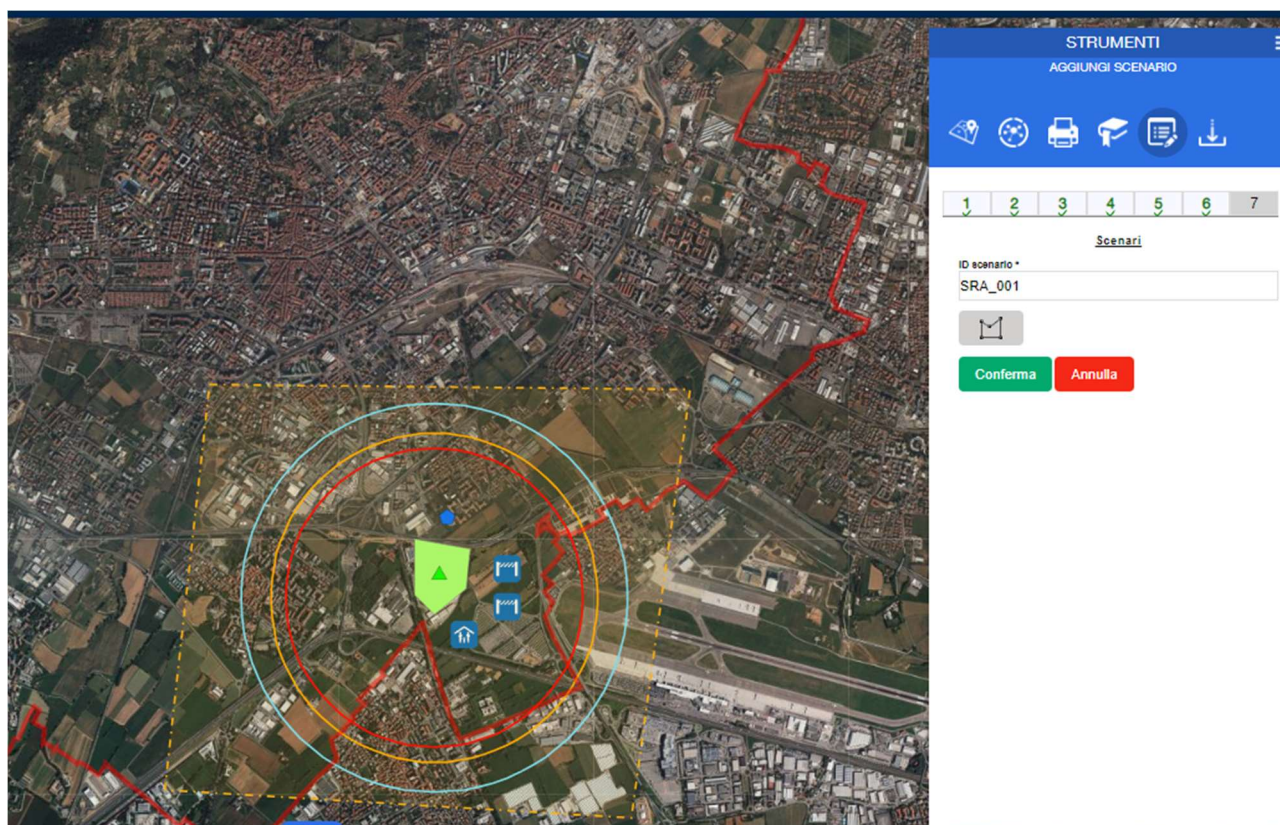 STRUMENTI
AGGIUNGI SCENARIO
1 2 3 4 5 6 7
Scenari
ID scenario *
SRA_001
Conferma Annulla